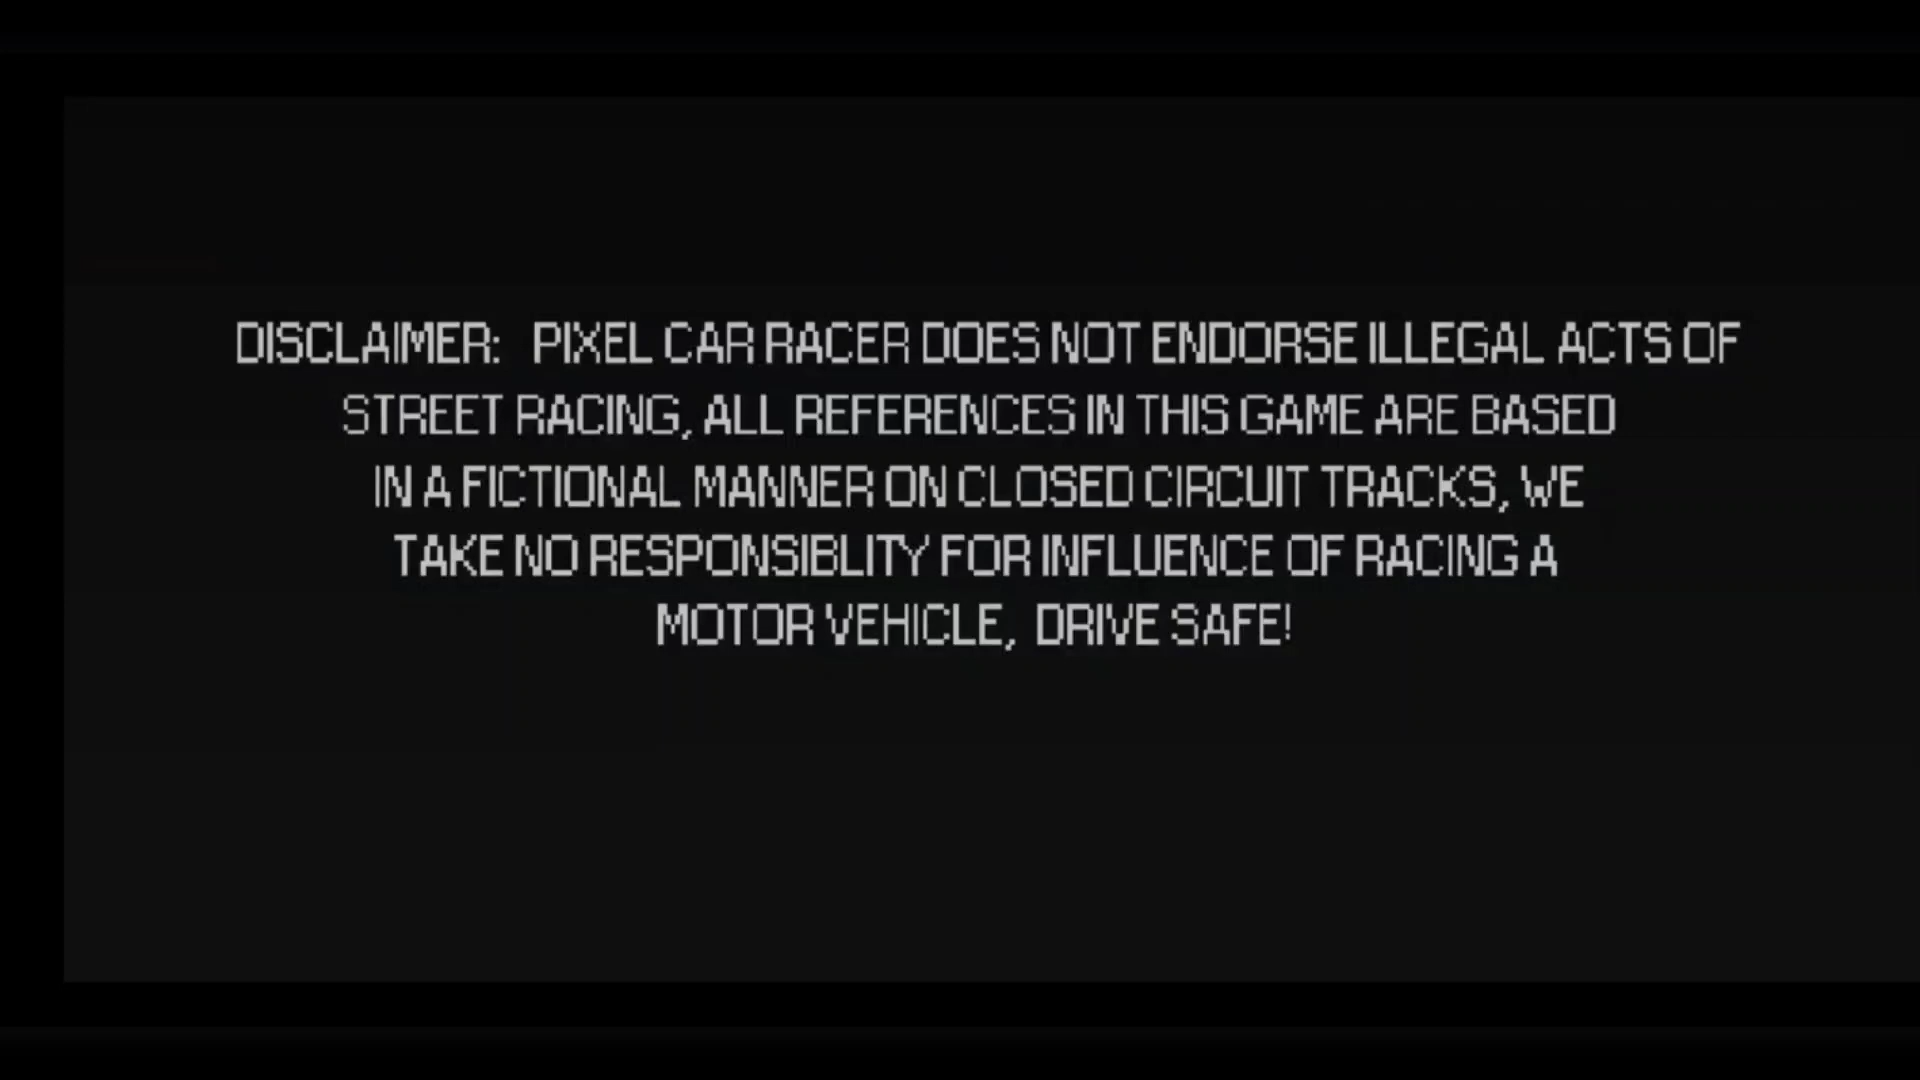 DISCLAIMER: PIXEL CAR RACER DOES NOT ENDORSE ILLEGAL ACTS OF
STREET RACING, ALL REFERENCES IN THIS GAME ARE BASED
IN A FICTIONAL MANNER ON CLOSED CIRCUIT TRACKS, WE
TAKE NO RESPONSIBLITY FOR INFLUENCE OF RACING A
MOTOR VEHICLE, DRIVE SAFE!